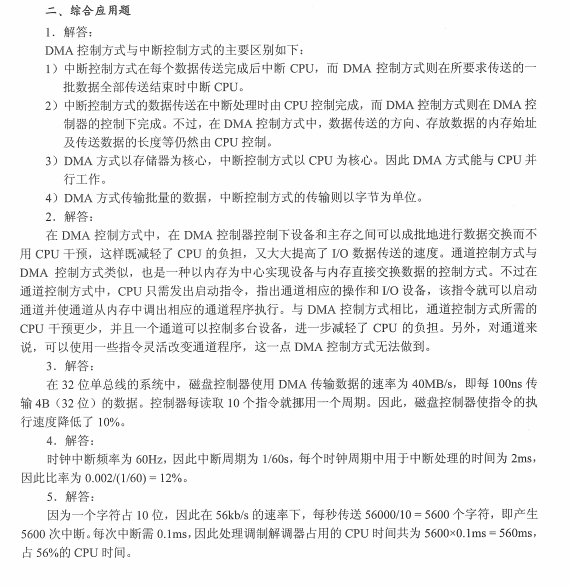 二、综合应用题
1．解答：
DMA 控制方式与中断控制方式的主要区别如下：
1）中断控制方式在每个数据传送完成后中断 CPU，而 DMA 控制方式则在所要求传送的一
批数据全部传送结束时中断 CPU。
2）中断控制方式的数据传送在中断处理时由 CPU 控制完成，而 DMA 控制方式则在 DMA 控
制器的控制下完成。不过，在 DMA 控制方式中，数据传送的方向、存放数据的内存始址
及传送数据的长度等仍然由 CPU 控制。
3）DMA 方式以存储器为核心，中断控制方式以 CPU 为核心。因此 DMA 方式能与 CPU 并
行工作。
4）DMA 方式传输批量的数据，中断控制方式的传输则以字节为单位。
2．解答：
在 DMA 控制方式中，在 DMA 控制器控制下设备和主存之间可以成批地进行数据交换而不
用 CPU 干预，这样既减轻了 CPU 的负担，又大大提高了 I/O 数据传送的速度。通道控制方式与
DMA 控制方式类似，也是一种以内存为中心实现设备与内存直接交换数据的控制方式。不过在
通道控制方式中，CPU 只需发出启动指令，指出通道相应的操作和 I/O 设备，该指令就可以启动
通道并使通道从内存中调出相应的通道程序执行。与 DMA 控制方式相比，通道控制方式所需的
CPU 干预更少，并且一个通道可以控制多台设备，进一步减轻了 CPU 的负担。另外，对通道来
说，可以使用一些指令灵活改变通道程序，这一点 DMA 控制方式无法做到。
3．解答：
在 32 位单总线的系统中，磁盘控制器使用 DMA 传输数据的速率为 40MB/s，即每 100ns 传
输 4B（32 位）的数据。控制器每读取 10 个指令就挪用一个周期。因此，磁盘控制器使指令的执
行速度降低了 10%。
4．解答：
时钟中断频率为 60Hz，因此中断周期为 1/60s，每个时钟周期中用于中断处理的时间为 2ms，
因此比率为 0.002/(1/60) = 12%。
5．解答：
因为一个字符占 10 位，因此在 56kb/s 的速率下，每秒传送 56000/10 = 5600 个字符，即产生
5600 次中断。每次中断需 0.1ms，因此处理调制解调器占用的 CPU 时间共为 5600×0.1ms = 560ms，
占 56%的 CPU 时间。